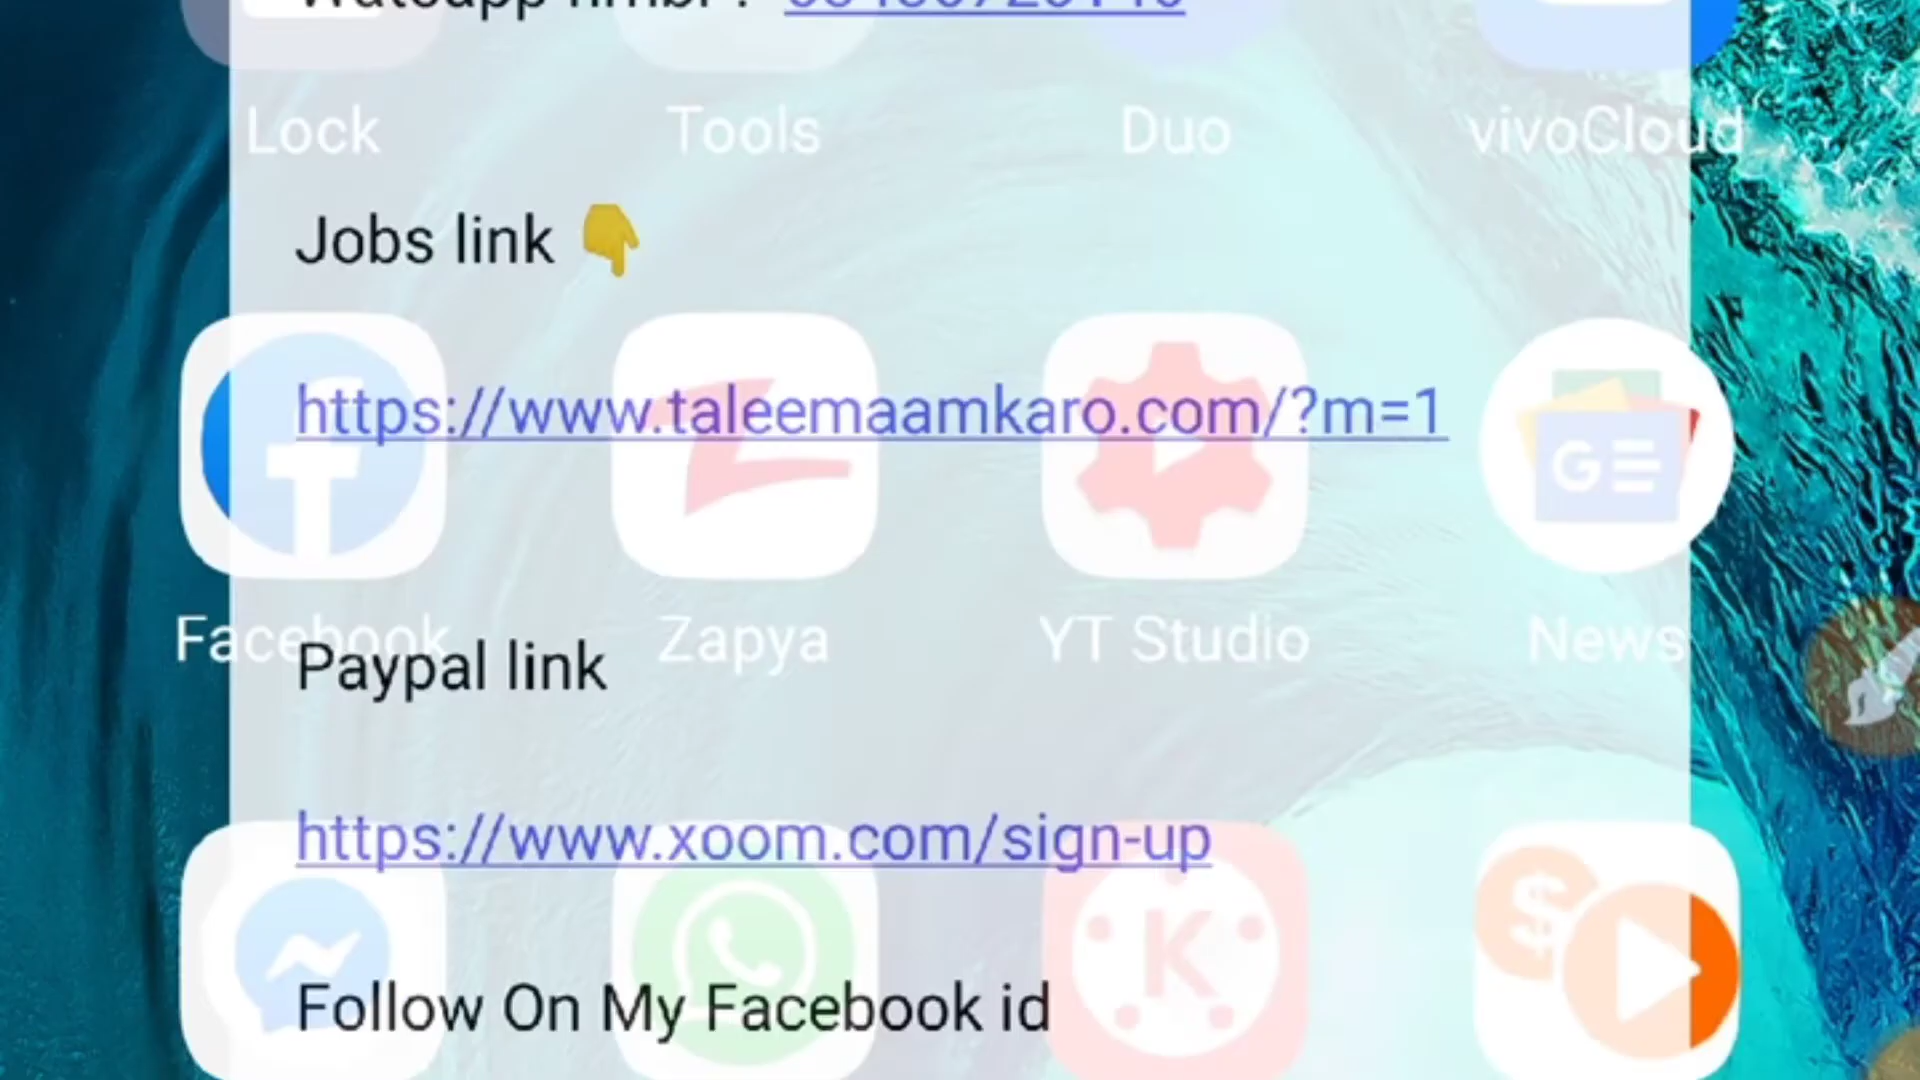 Lock Tools Duo vivoCloud
Jobs link 👇
https://www.taleemaamkaro.com/?m=1
GE
Facebook Zapya YT Studio News
Paypal link
https://www.xoom.com/sign-up
K
$
Follow On My Facebook id